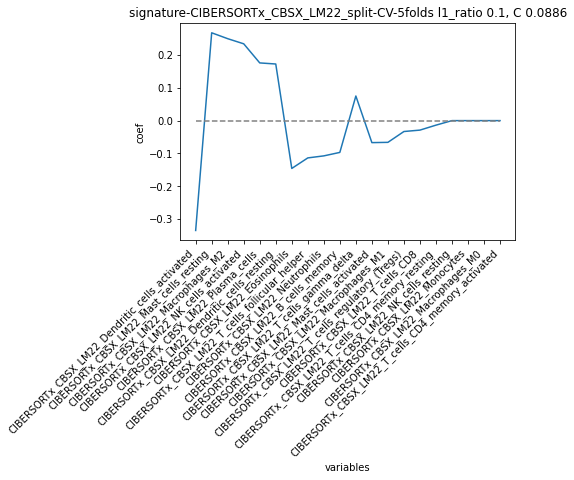 signature-CIBERSORTx_CBSX_LM22_split-CV-5folds l1_ratio 0.1, C 0.0886
coef
0.2
0.1
0.0
−0.1
−0.2
−0.3
CIBERSORTx_CBSX_LM22_Dendritic_cells_activated
CIBERSORTx_CBSX_LM22_Mast_cells_resting
CIBERSORTx_CBSX_LM22_Macrophages_M2
CIBERSORTx_CBSX_LM22_NK_cells_activated
CIBERSORTx_CBSX_LM22_Plasma_cells
CIBERSORTx_CBSX_LM22_Dendritic_cells_resting
CIBERSORTx_CBSX_LM22_Eosinophils
CIBERSORTx_CBSX_LM22_T_cells_follicular_helper
CIBERSORTx_CBSX_LM22_Neutrophils
CIBERSORTx_CBSX_LM22_B_cells_memory
CIBERSORTx_CBSX_LM22_T_cells_gamma_delta
CIBERSORTx_CBSX_LM22_Mast_cells_activated
CIBERSORTx_CBSX_LM22_Macrophages_M1
CIBERSORTx_CBSX_LM22_T_cells_regulatory_(Tregs)
CIBERSORTx_CBSX_LM22_T_cells_CD8
CIBERSORTx_CBSX_LM22_T_cells_CD4_memory_resting
CIBERSORTx_CBSX_LM22_NK_cells_resting
CIBERSORTx_CBSX_LM22_Monocytes
CIBERSORTx_CBSX_LM22_Macrophages_M0
CIBERSORTx_CBSX_LM22_T_cells_CD4_memory_activated
variables